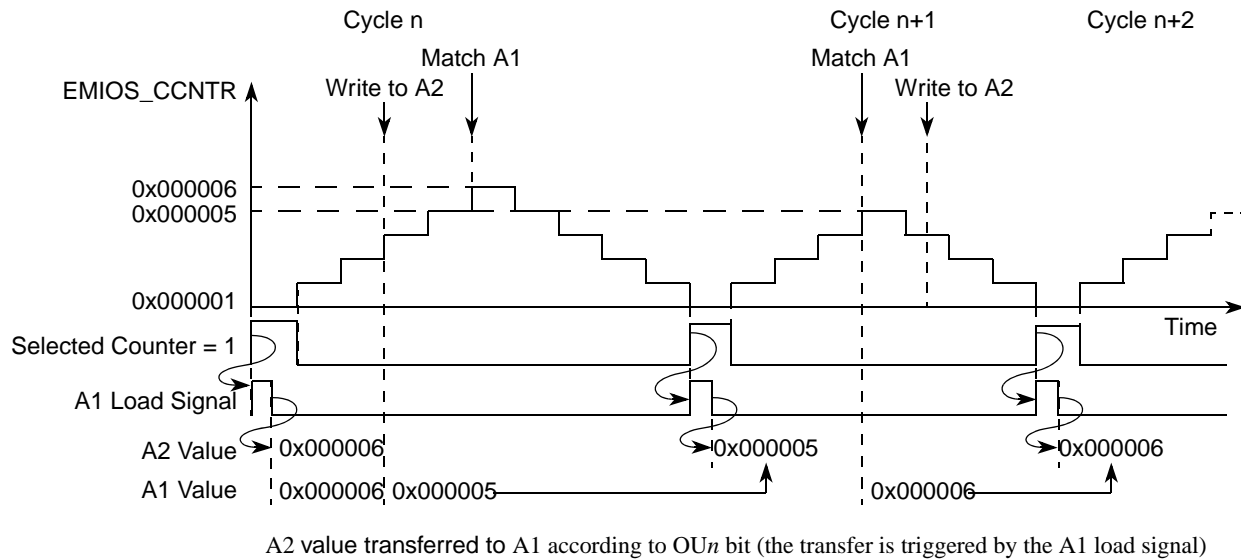 Cycle n Cycle n+1 Cycle n+2
Match A1 Match A1
EMIOS_CCNTR Write to A2 Write to A2
0x000006
0x000005
0x000001
Time
Selected Counter = 1
A1 Load Signal
A2 Value 0x000006 0x000005 0x000006
A1 Value 0x000006 0x000005 0x000006
A2 value transferred to A1 according to OUn bit (the transfer is triggered by the A1 load signal)